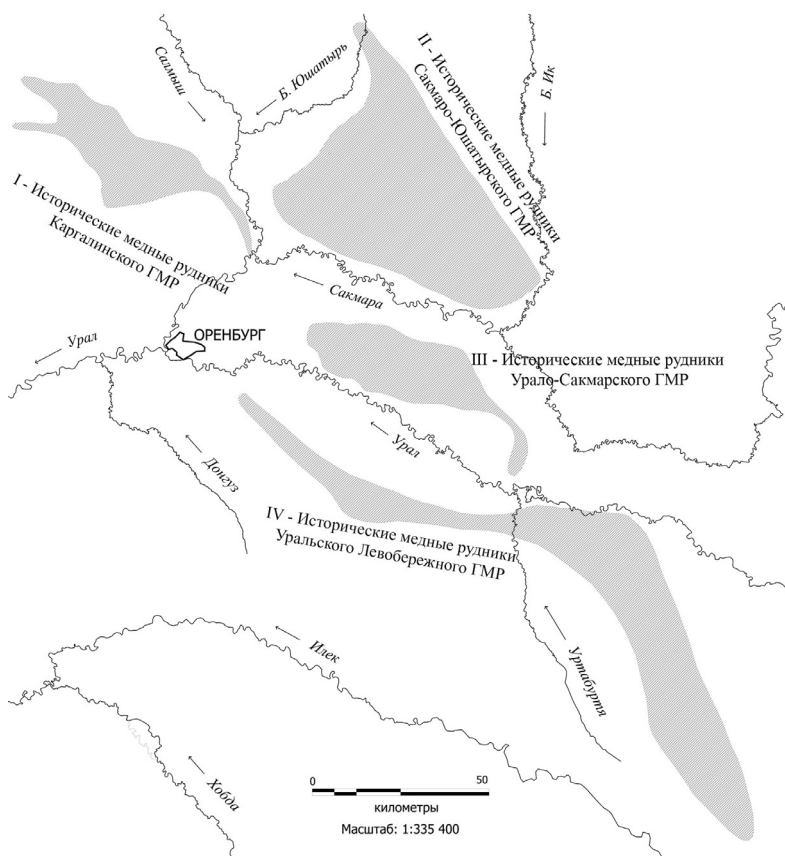 Салмыш
Б. Юшатырь
II - Исторические медные рудники
Сакмаро-Юшатырского ГМР
Б. Ик
I - Исторические медные рудники
Каргалинского ГМР
Сакмара
Урал
ОРЕНБУРГ
III - Исторические медные рудники
Урало-Сакмарского ГМР
Урал
Донгуз
IV - Исторические медные рудники
Уральского Левобережного ГМР
Илек
Уртабуртя
Хобда
0 50
километры
Масштаб: 1:335 400